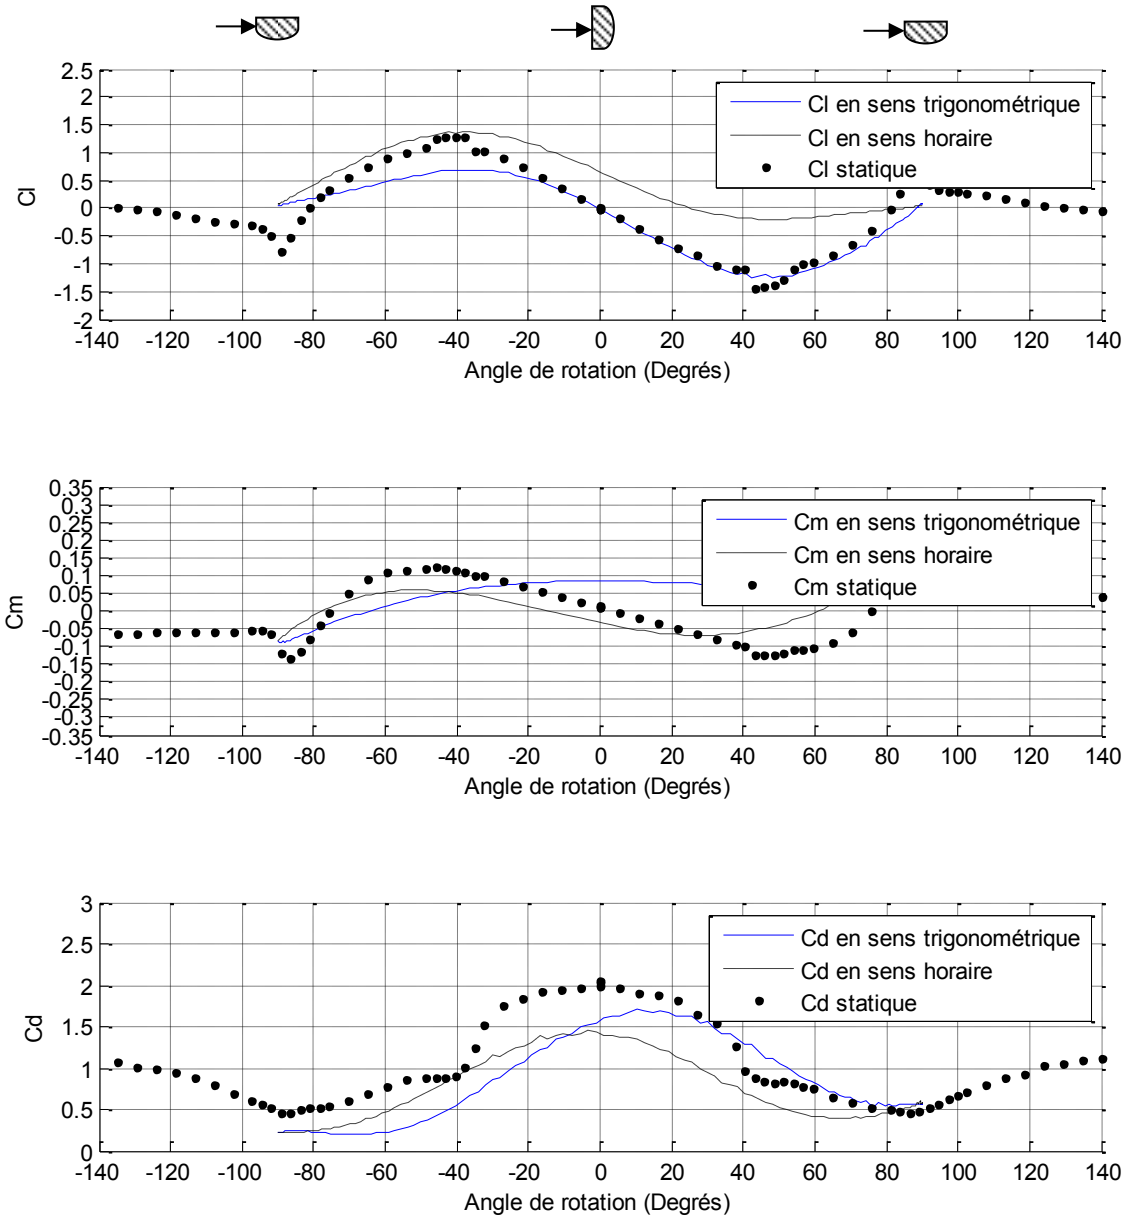 2.5
2
1.5
1
0.5
0
-0.5
-1
-1.5
-2
Cl
Cl en sens trigonométrique
Cl en sens horaire
Cl statique
-140 -120 -100 -80 -60 -40 -20 0 20 40 60 80 100 120 140
Angle de rotation (Degrés)
0.35
0.3
0.25
0.2
0.15
0.1
0.05
0
-0.05
-0.1
-0.15
-0.2
-0.25
-0.3
-0.35
Cm
Cm en sens trigonométrique
Cm en sens horaire
Cm statique
-140 -120 -100 -80 -60 -40 -20 0 20 40 60 80 100 120 140
Angle de rotation (Degrés)
3
2.5
2
1.5
1
0.5
0
Cd
Cd en sens trigonométrique
Cd en sens horaire
Cd statique
-140 -120 -100 -80 -60 -40 -20 0 20 40 60 80 100 120 140
Angle de rotation (Degrés)